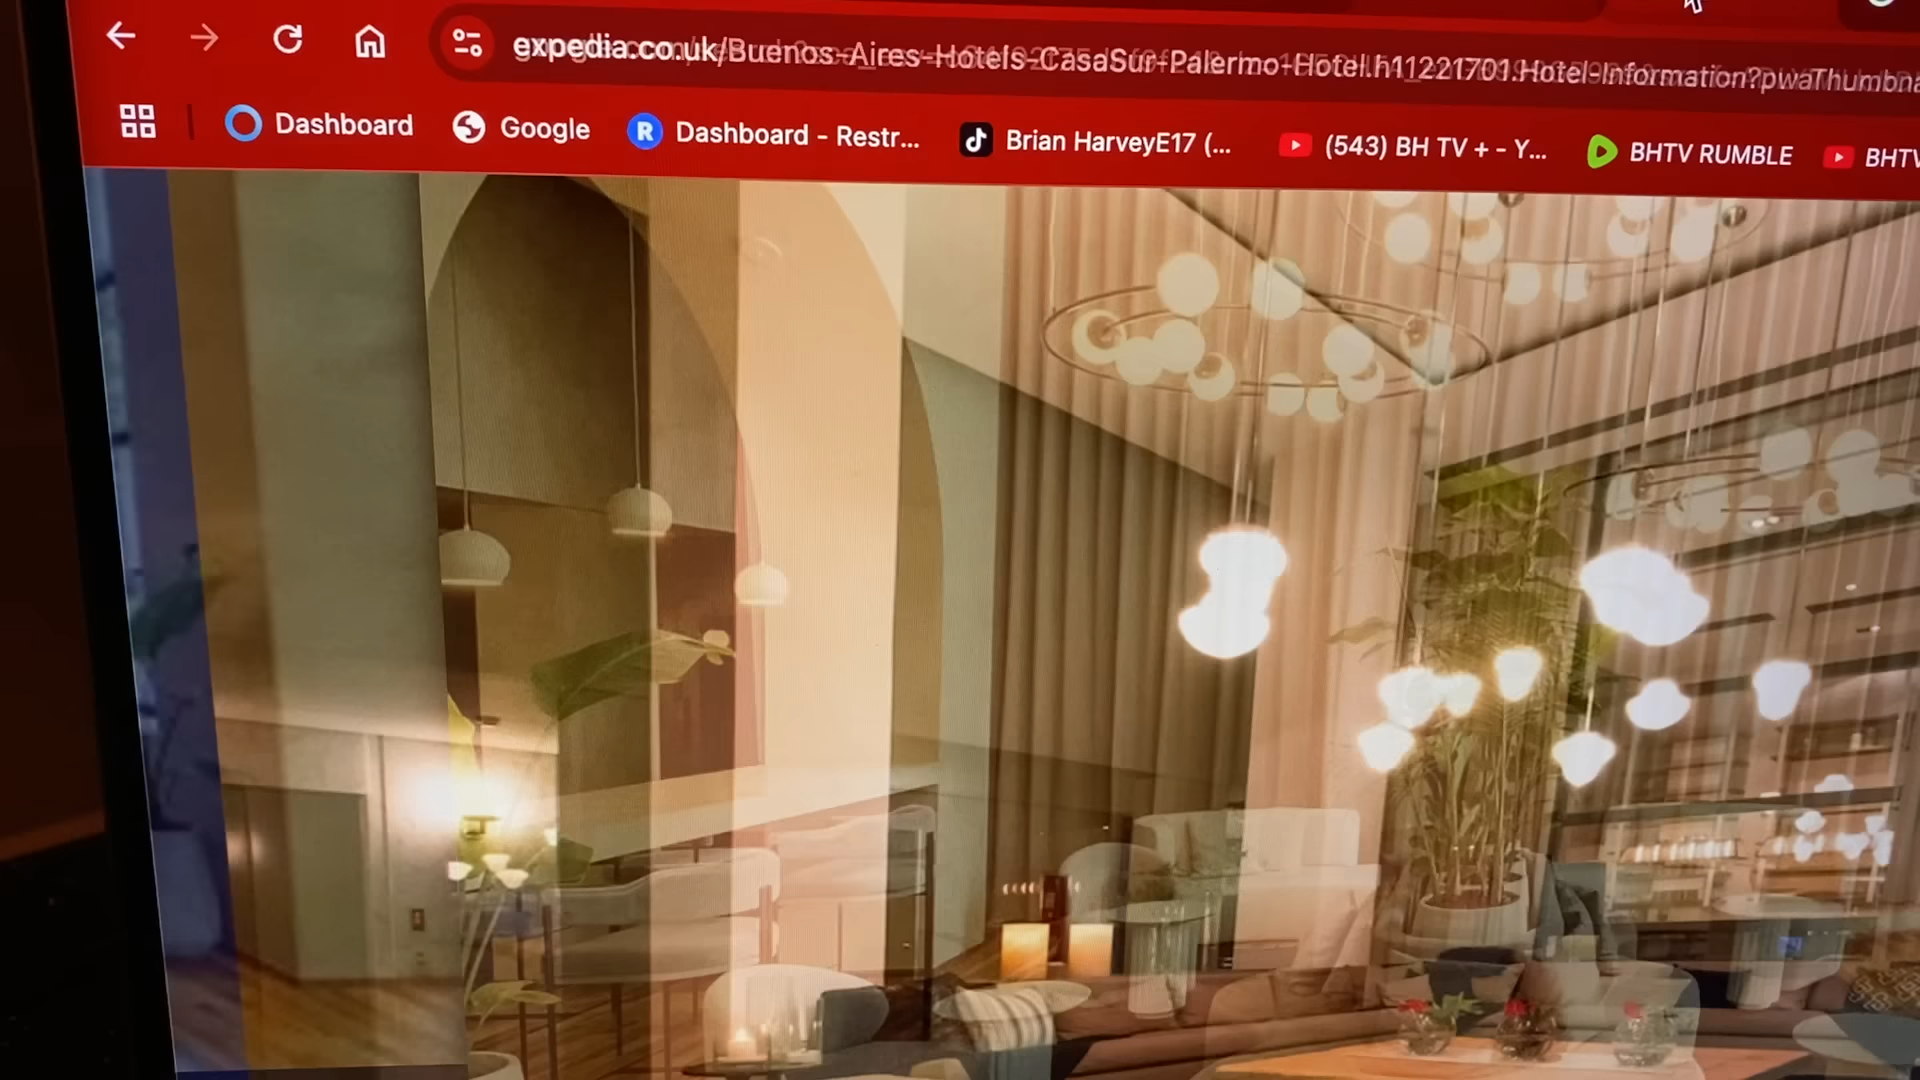 expedia.co.uk/Buenos-Aires-Hotels-CasaSur-Palermo-Hotel.h11221701.Hotel-Information?pwaThumbna
Dashboard Google R Dashboard - Restr... Brian HarveyE17 (... (543) BH TV + - Y... BHTV RUMBLE BHTV